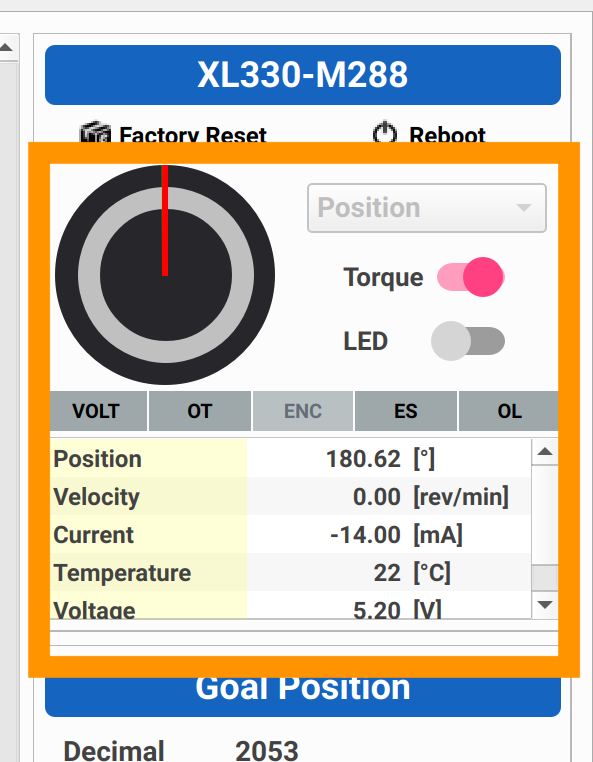 XL330-M288
Factory Reset Reboot
Position
Torque
LED
VOLT OT ENC ES OL
Position 180.62 [°]
Velocity 0.00 [rev/min]
Current -14.00 [mA]
Temperature 22 [°C]
Voltage 5.20 [V]
Goal Position
Decimal 2053